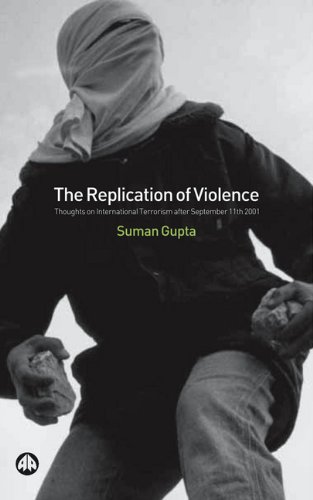 The Replication of Violence
Thoughts on International Terrorism after September 11th 2001
Suman Gupta